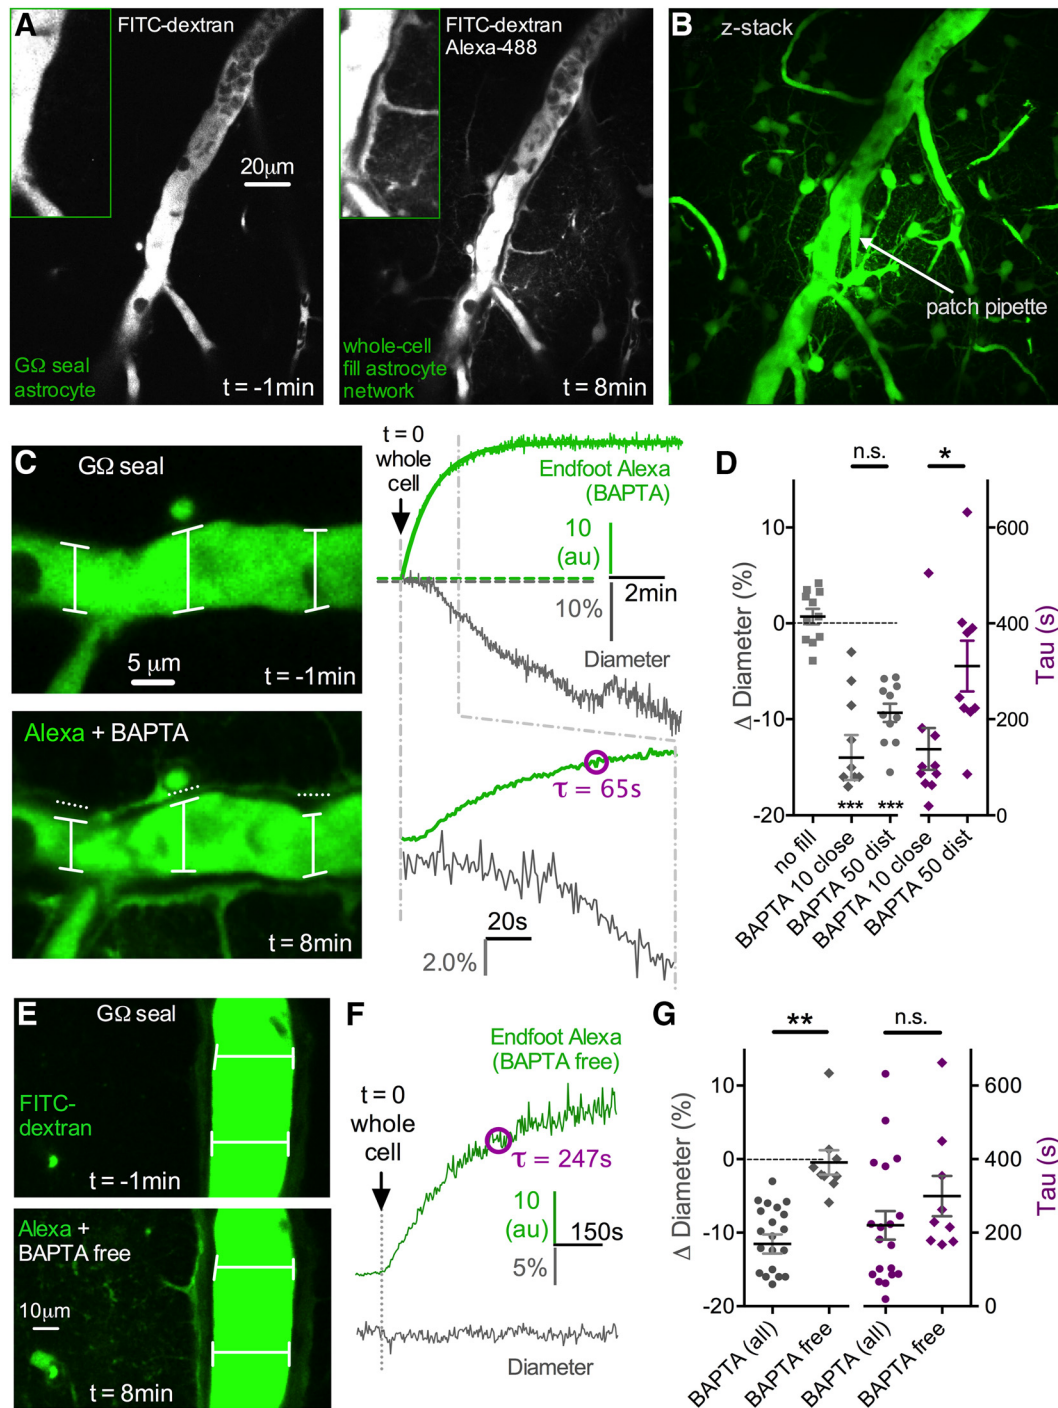 A
FITC-dextran
20μm
GΩ seal
astrocyte
t = -1min
FITC-dextran
Alexa-488
whole-cell
fill astrocyte
network
t = 8min
B
z-stack
patch pipette
C
GΩ seal
5 μm
t = -1min
Alexa + BAPTA
t = 8min
t = 0
whole
cell
Endfoot Alexa
(BAPTA)
10
(au)
2min
10%
Diameter
τ = 65s
20s
2.0%
D
n.s.
*
10
0
-10
-20
Δ Diameter (%)
600
400
200
0
Tau (s)
***
***
no fill
BAPTA 10 close
BAPTA 50 dist
BAPTA 10 close
BAPTA 50 dist
E
GΩ seal
FITC-
dextran
t = -1min
Alexa +
BAPTA free
10μm
t = 8min
F
Endfoot Alexa
(BAPTA free)
t = 0
whole
cell
τ = 247s
10
(au)
150s
5%
Diameter
G
**
n.s.
10
0
-10
-20
Δ Diameter (%)
600
400
200
0
Tau (s)
BAPTA (all)
BAPTA free
BAPTA (all)
BAPTA free